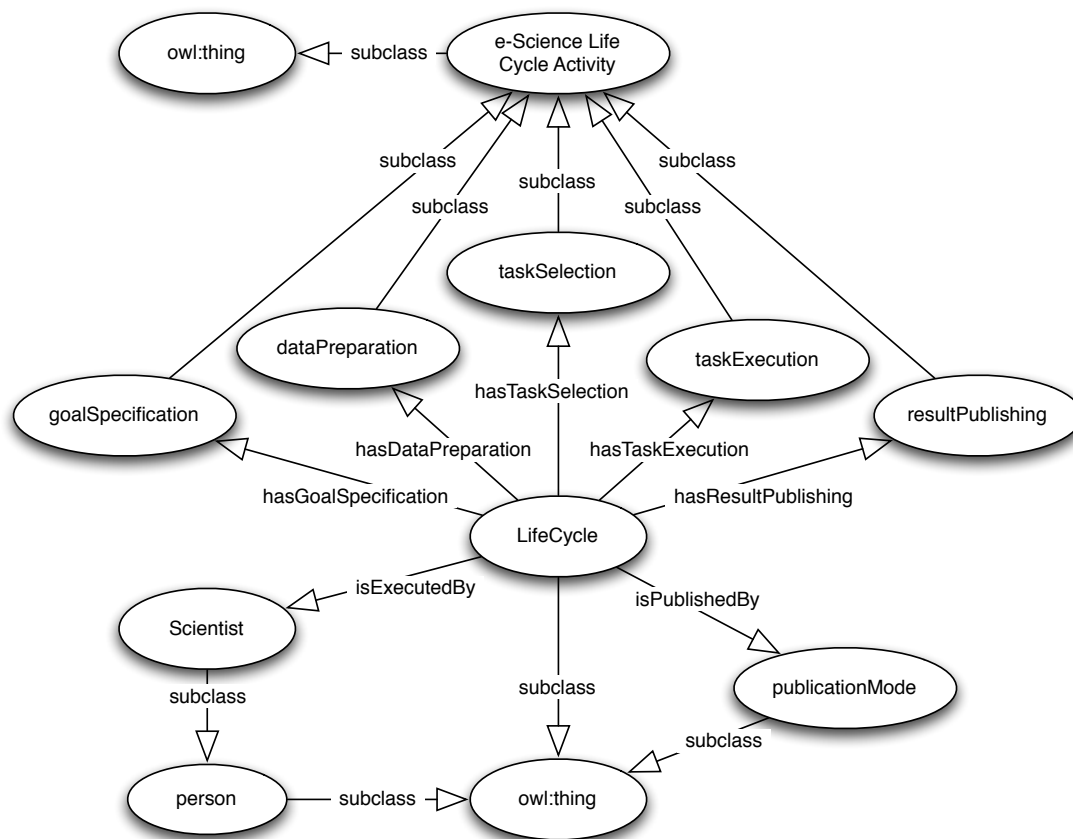 owl:thing
subclass
e-Science Life
Cycle Activity
subclass
subclass
subclass
subclass
subclass
taskSelection
dataPreparation
taskExecution
goalSpecification
hasTaskSelection
resultPublishing
hasDataPreparation
hasTaskExecution
hasGoalSpecification
hasResultPublishing
LifeCycle
isExecutedBy
isPublishedBy
Scientist
subclass
subclass
publicationMode
subclass
person
subclass
owl:thing